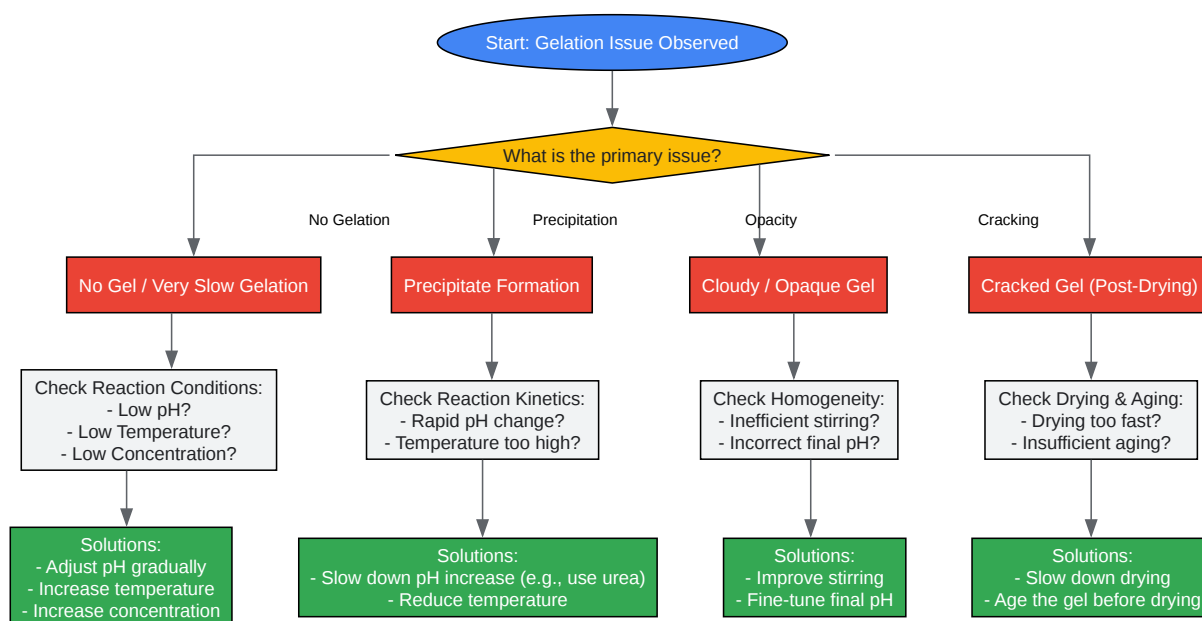 Start: Gelation Issue Observed
What is the primary issue?
No Gelation
Precipitation
Opacity
Cracking
No Gel / Very Slow Gelation
Precipitate Formation
Cloudy / Opaque Gel
Cracked Gel (Post-Drying)
Check Reaction Conditions:
- Low pH?
- Low Temperature?
- Low Concentration?
Check Reaction Kinetics:
- Rapid pH change?
- Temperature too high?
Check Homogeneity:
- Inefficient stirring?
- Incorrect final pH?
Check Drying & Aging:
- Drying too fast?
- Insufficient aging?
Solutions:
- Adjust pH gradually
- Increase temperature
- Increase concentration
Solutions:
- Slow down pH increase (e.g., use urea)
- Reduce temperature
Solutions:
- Improve stirring
- Fine-tune final pH
Solutions:
- Slow down drying
- Age the gel before drying